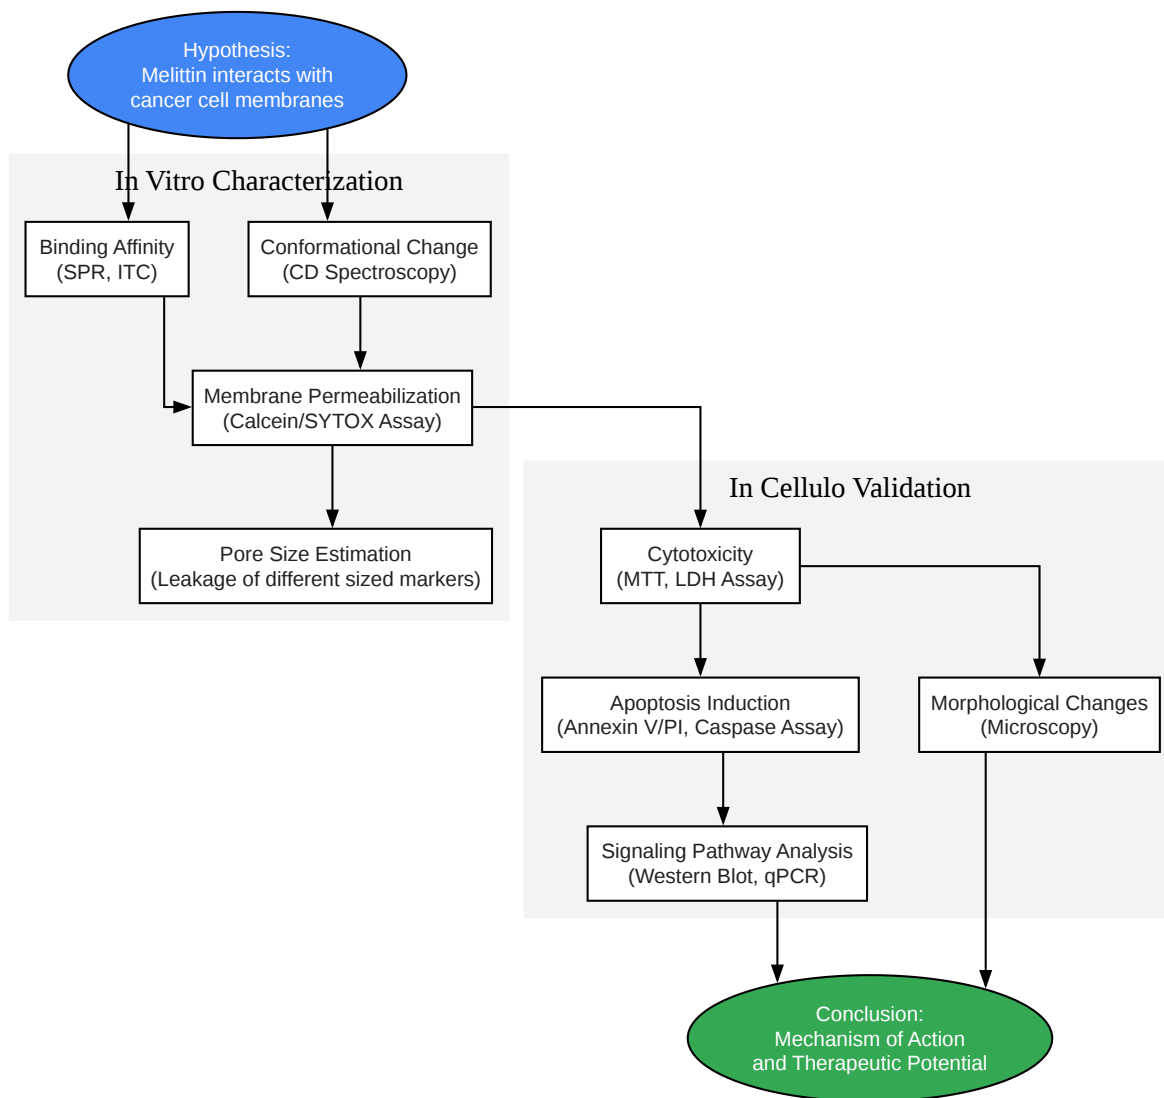 Hypothesis:
Melittin interacts with
cancer cell membranes
In Vitro Characterization
Binding Affinity
(SPR, ITC)
Conformational Change
(CD Spectroscopy)
Membrane Permeabilization
(Calcein/SYTOX Assay)
Pore Size Estimation
(Leakage of different sized markers)
In Cellulo Validation
Cytotoxicity
(MTT, LDH Assay)
Apoptosis Induction
(Annexin V/PI, Caspase Assay)
Morphological Changes
(Microscopy)
Signaling Pathway Analysis
(Western Blot, qPCR)
Conclusion:
Mechanism of Action
and Therapeutic Potential